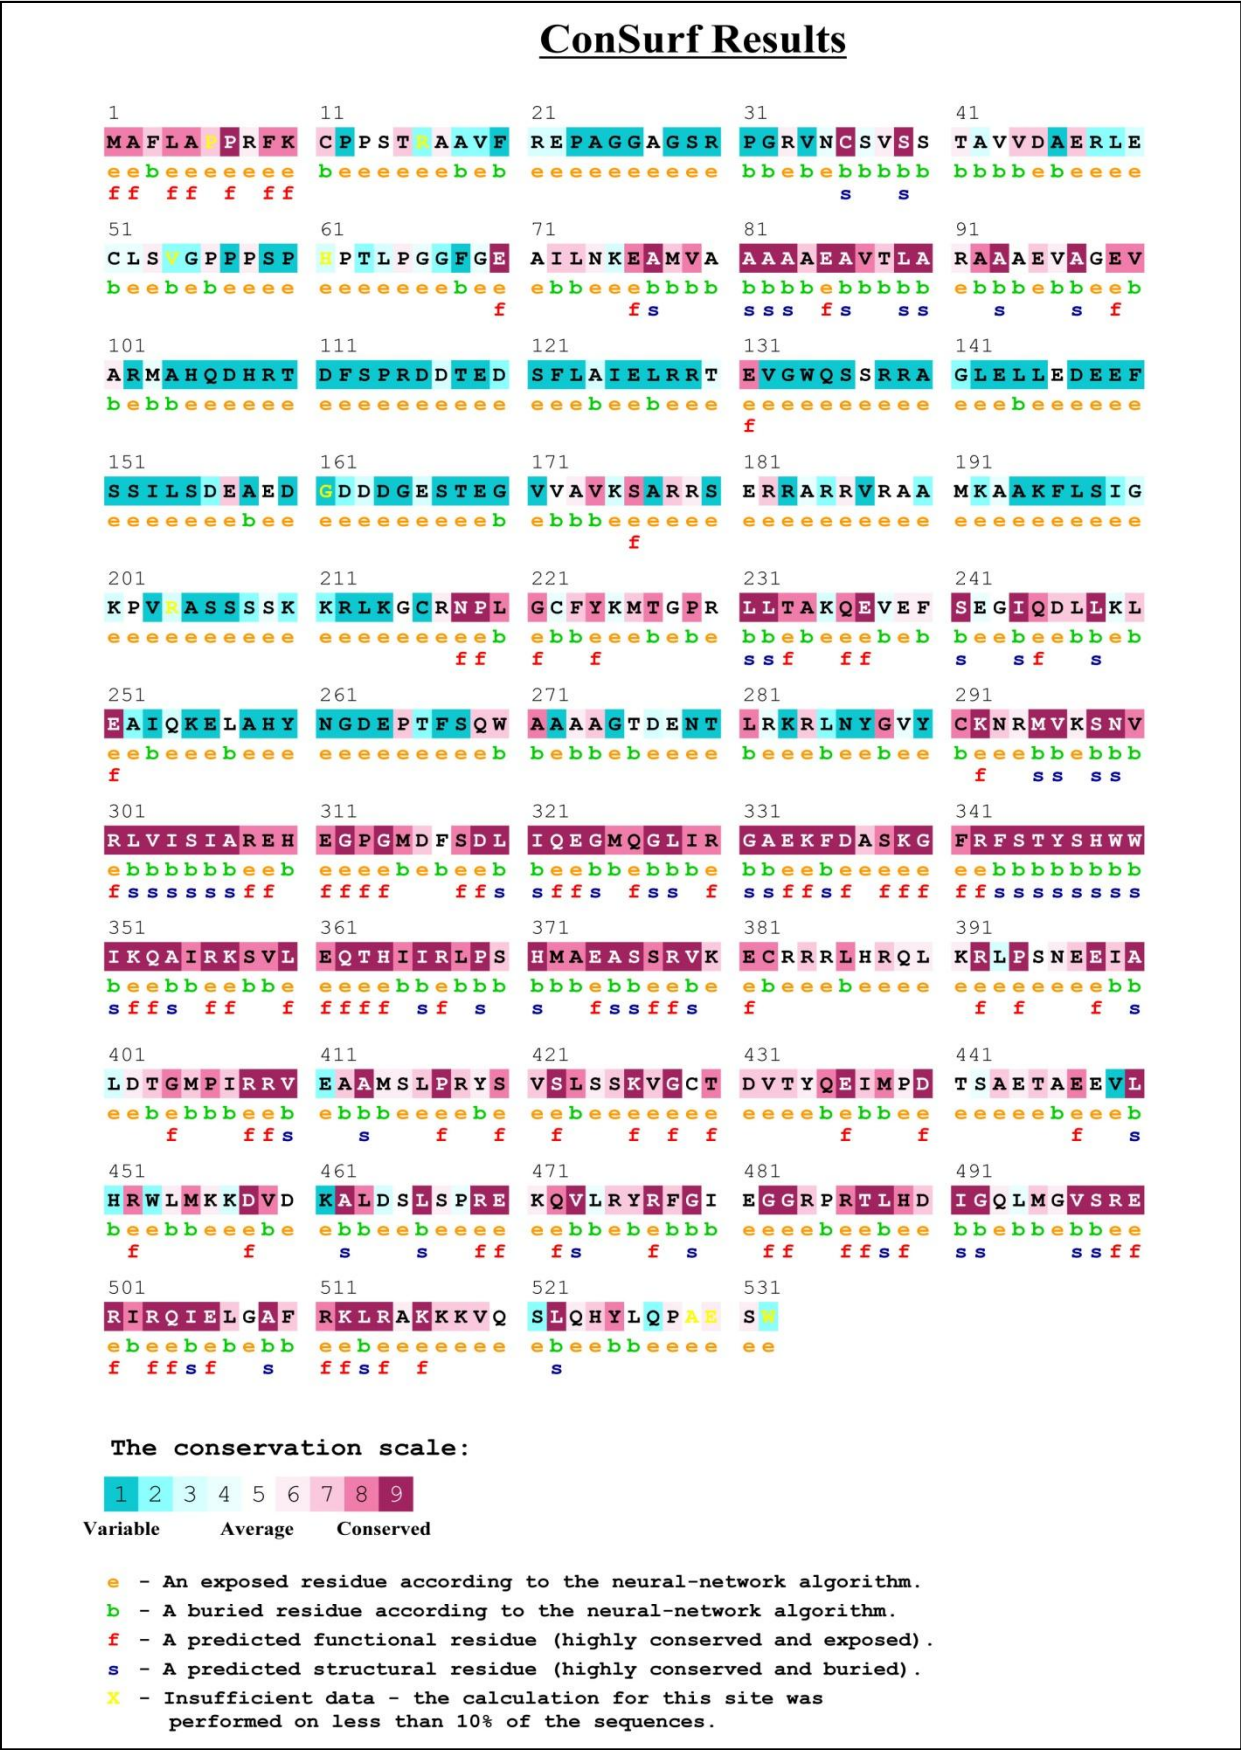 ConSurf Results
1 11 21 31 41
MAFLAPPRFK CPPSTRAAVF REPAGGAGSR PGRVNCSVSS TAVVDAERLE
eebeeeeeee beeeeeebeb eeeeeeeeee bbebebbbbb bbbbebeeee
ff ff f ff s s
51 61 71 81 91
CLSVGPPPSP HPTLPGGFGE AILNKEAMVA AAAAEAVTLA RAAAEVAGEV
beebebeeee eeeeeeebee ebbeeebbbb bbbbebbbbb ebbbebbeeb
f fs sss fs ss s s f
101 111 121 131 141
ARMAHQDHRT DFSPRDDTED SFLAIELRRT EVGWQSSRRA GLELLEDEEF
bebbeeeeee eeeeeeeeee eeebeebeee eeeeeeeeee eeebeeeeee
f
151 161 171 181 191
SSILSDEAED GDDDGESTEG VVAVKSARRS ERRARRVRAA MKAAKFLSIG
eeeeeeebee eeeeeeeeeb ebbbeeeeee eeeeeeeeee eeeeeeeeee
f
201 211 221 231 241
KPVRASSSSK KRLKGCRNPL GCFYKMTGPR LLTAKQEVEF SEGIQDLLKL
eeeeeeeeee eeeeeeeeeb ebbeeebebe bbebeeebeb beebeebbeb
ff f f ssf ff s sf s
251 261 271 281 291
EAIQKELAHY NGDEPTFSQW AAAAGTDENT LRKRLNYGVY CKNRMVKSNV
eebeeebeee eeeeeeeeeb bebbebeeee beeebeebee beeebbebbb
f f ss ss
301 311 321 331 341
RLVISIAREH EGPGMDFSDL IQEGMQGLIR GAEKFDASKG FRFSTYSHWW
ebbbbbbeeb eeeebebeeb beebbebbbe bbeebeeeee eebbbbbbbb
fssssssff ffff ffs sffs fss f ssffsf fff ffssssssss
351 361 371 381 391
IKQAIRKSVL EQTHIIRLPS HMAEASSRVK ECRRRLHRQL KRLPSNEEIA
beebbeebbe eeeebbebbb bbbebbeebe ebeeebeeee eeeeeeeebb
sffs ff f ffff sf s s fssffs f f f f s
401 411 421 431 441
LDTGMPIRRV EAAMSLPRYS VSLSSKVGCT DVTYQEIMPD TSAETAEEVL
eebebbbeeb ebbbeeeebe eebeeeeeee eeeebebbee eeeeebeeeb
f ffs s f f f f f f f f f s
451 461 471 481 491
HRWLMKKDVD KALDSLSPRE KQVLRYRFGI EGGRPRTLHD IGQLMGVSRE
beebbeeebe ebbeebeeee eebbebebbb eeeebeebee bbebbebbee
f f s s ff fs f s ff ffsf ss ssff
501 511 521 531
RIRQIELGAF RKLRAKKKVQ SLQHYLQPAE SW
ebeebebebb eebeeeeeee ebeebbeeee ee
f ffsf s ffsf f s
The conservation scale:
1 2 3 4 5 6 7 8 9
Variable Average Conserved
e - An exposed residue according to the neural-network algorithm.
b - A buried residue according to the neural-network algorithm.
f - A predicted functional residue (highly conserved and exposed).
s - A predicted structural residue (highly conserved and buried).
X - Insufficient data - the calculation for this site was
performed on less than 10% of the sequences.